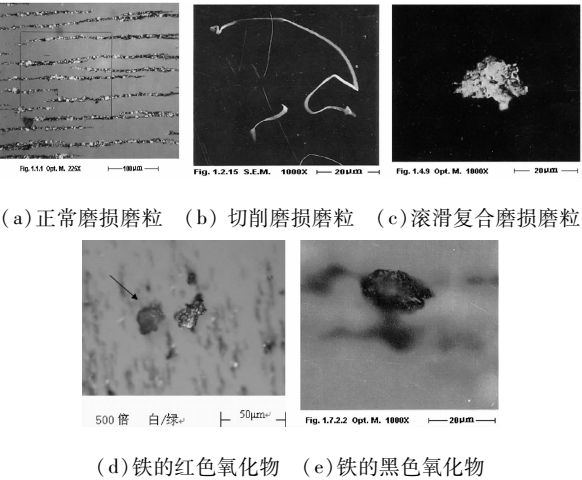 Fig. 1.1.1 Opt. M. 225X 100μm
Fig. 1.2.15 S.E.M. 1000X 20μm
Fig. 1.4.9 Opt. M. 1000X 20μm
(a)正常磨损磨粒 (b) 切削磨损磨粒 (c)滚滑复合磨损磨粒
500倍 白/绿↵ 50μm↵
Fig. 1.7.2.2 Opt. M. 1000X 20μm
(d)铁的红色氧化物 (e)铁的黑色氧化物